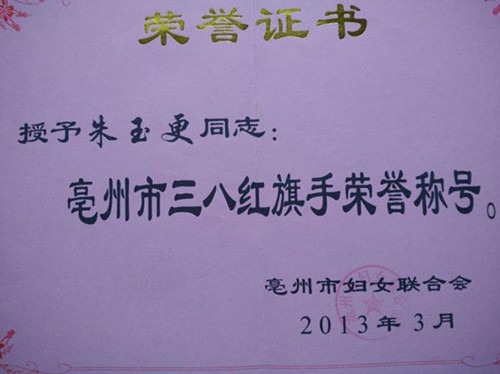 荣誉证书
授予朱玉更同志：
亳州市三八红旗手荣誉称号。
亳州市妇女联合会
2013年3月